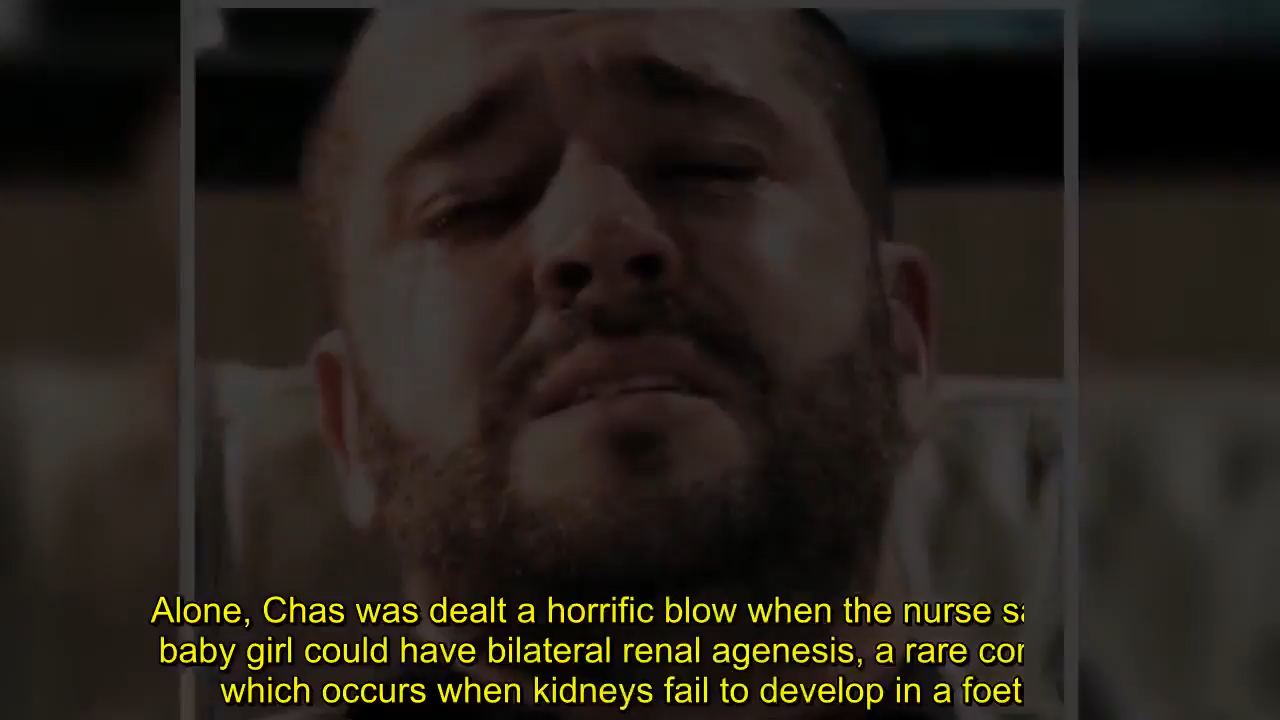 Alone, Chas was dealt a horrific blow when the nurse
baby girl could have bilateral renal agenesis, a rare
which occurs when kidneys fail to develop in a